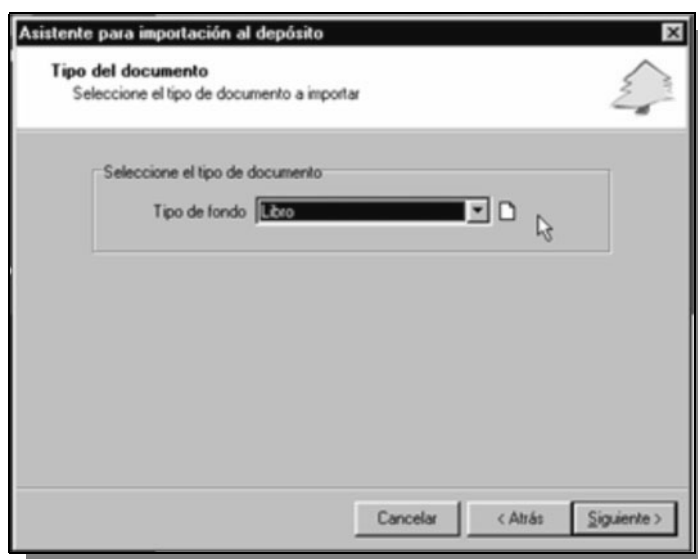 Asistente para importación al depósito
Tipo del documento
Seleccione el tipo de documento a importar
Seleccione el tipo de documento
Tipo de fondo Libro
Cancelar < Atrás Siguiente >